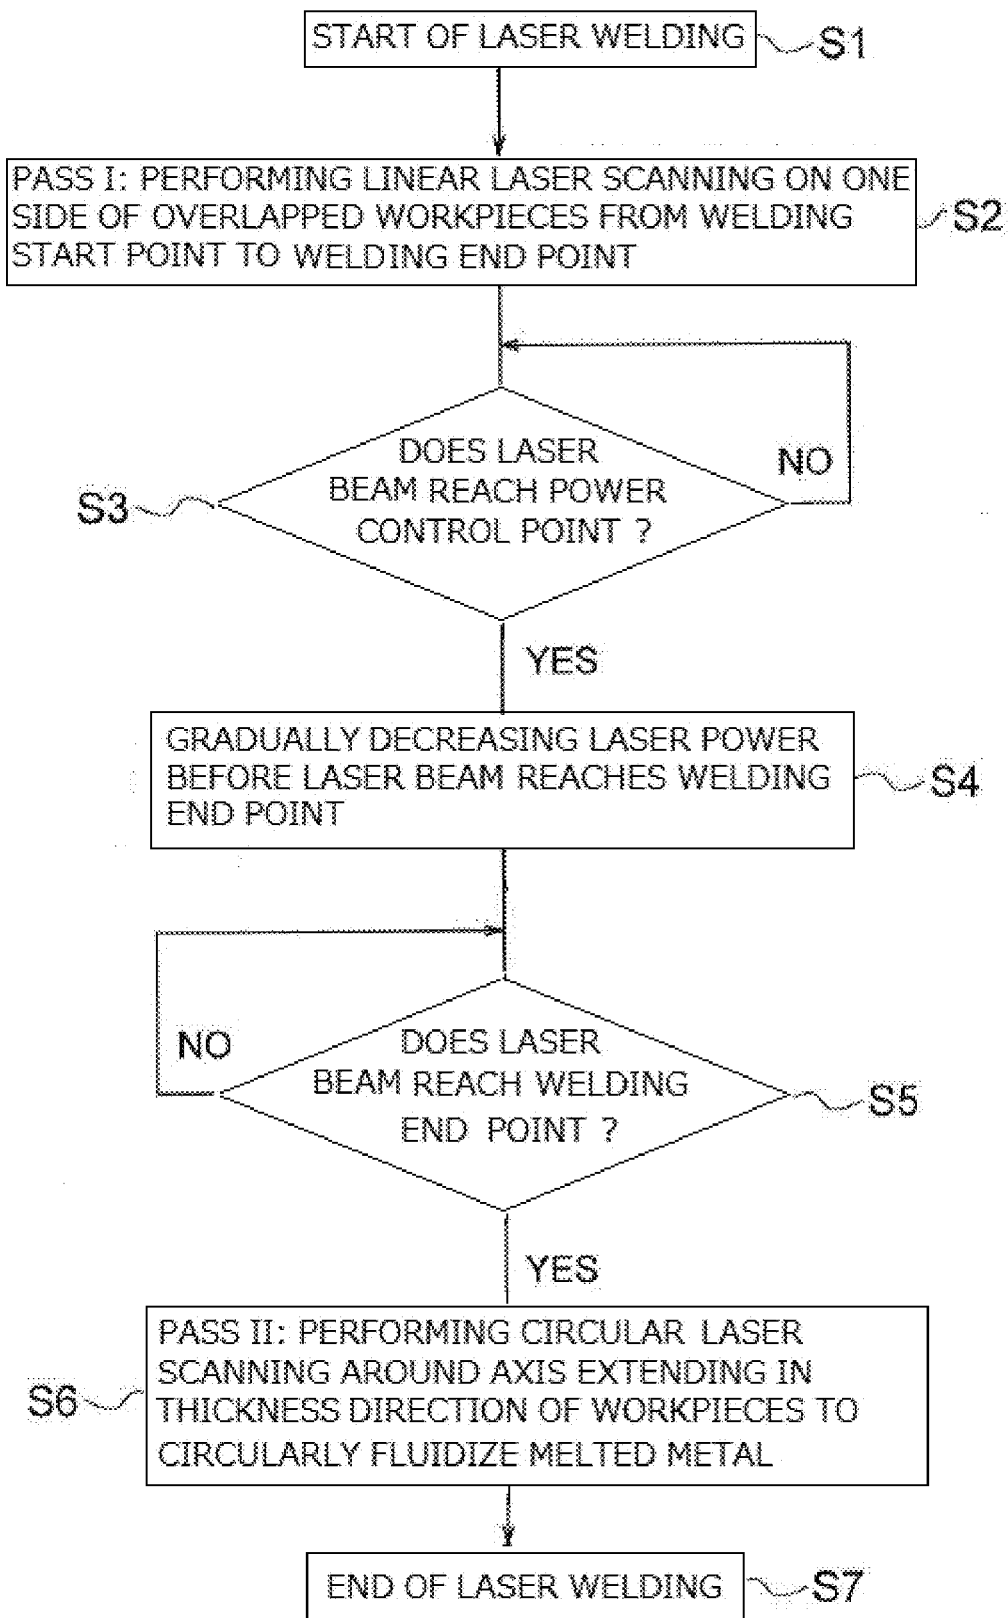 START OF LASER WELDING
S1
PASS I: PERFORMING LINEAR LASER SCANNING ON ONE
SIDE OF OVERLAPPED WORKPIECES FROM WELDING
START POINT TO WELDING END POINT
S2
DOES LASER
BEAM REACH POWER
CONTROL POINT ?
NO
S3
YES
GRADUALLY DECREASING LASER POWER
BEFORE LASER BEAM REACHES WELDING
END POINT
S4
NO
DOES LASER
BEAM REACH WELDING
END POINT ?
S5
YES
PASS II: PERFORMING CIRCULAR LASER
SCANNING AROUND AXIS EXTENDING IN
THICKNESS DIRECTION OF WORKPIECES TO
CIRCULARLY FLUIDIZE MELTED METAL
S6
END OF LASER WELDING
S7